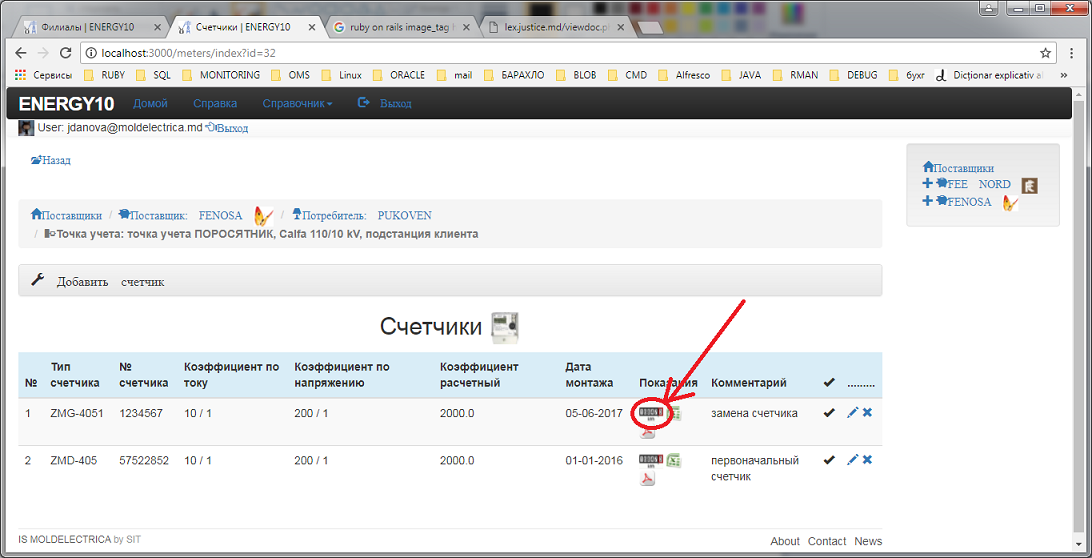 Филиалы | ENERGY10
Счетчики | ENERGY10
ruby on rails image_tag
lex.justice.md/viewdoc.p
localhost:3000/meters/index?id=32
Сервисы RUBY SQL MONITORING OMS Linux ORACLE mail БАРАХЛО BLOB CMD Alfresco JAVA RMAN DEBUG бухг Dicționar explicativ al »
ENERGY10 Домой Справка Справочник Выход
User: jdanova@moldelectrica.md Выход
Назад
Поставщики
+ FEE NORD
+ FENOSA
Поставщики / Поставщик: FENOSA / Потребитель: PUKOVEN
/ Точка учета: точка учета ПОРОСЯТНИК, Calfa 110/10 kV, подстанция клиента
Добавить счетчик
Счетчики
№ Тип счетчика № счетчика Коэффициент по току Коэффициент по напряжению Коэффициент расчетный Дата монтажа Показания Комментарий ✔ .........
1 ZMG-4051 1234567 10 / 1 200 / 1 2000.0 05-06-2017 замена счетчика
2 ZMD-405 57522852 10 / 1 200 / 1 2000.0 01-01-2016 первоначальный счетчик
IS MOLDELECTRICA by SIT
About Contact News